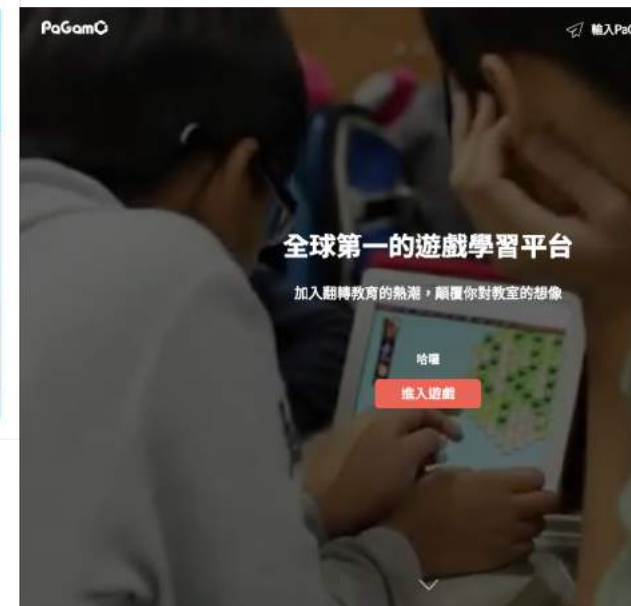 PaGamO
輸入PaG
全球第一的遊戲學習平台
加入翻轉教育的熱潮，顛覆你對教室的想像
哈囉
進入遊戲